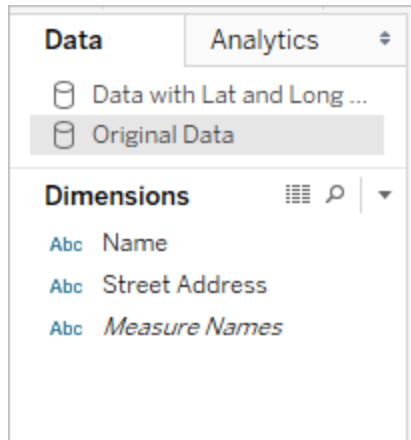 Data Analytics
Data with Lat and Long ...
Original Data
Dimensions
Abc Name
Abc Street Address
Abc Measure Names